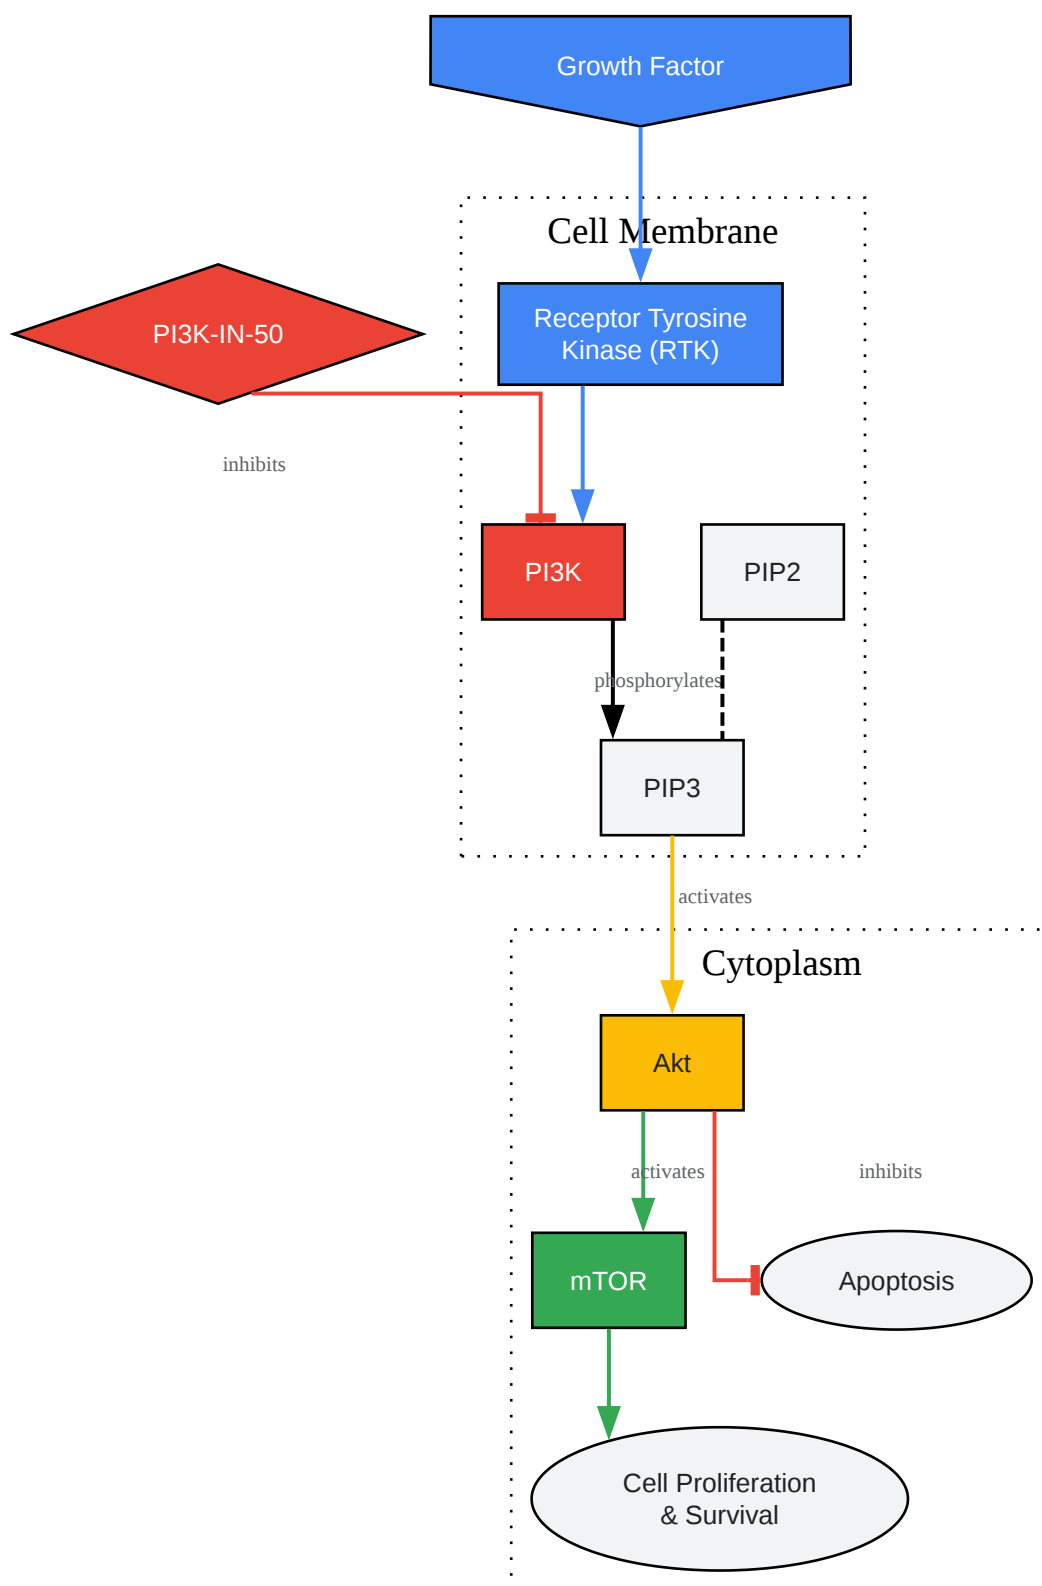 Growth Factor
Cell Membrane
Receptor Tyrosine
Kinase (RTK)
PI3K-IN-50
inhibits
PI3K
PIP2
phosphorylates
PIP3
activates
Cytoplasm
Akt
activates
inhibits
mTOR
Apoptosis
Cell Proliferation
& Survival